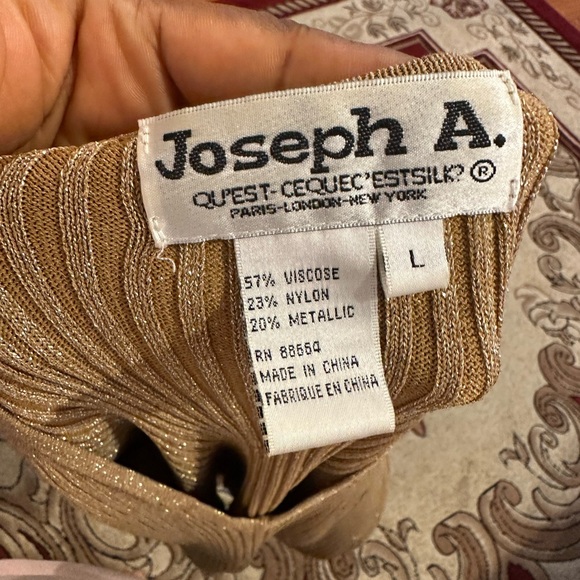 Joseph A.
QU'EST-CEQUEC'ESTSILK? ®
PARIS-LONDON-NEW YORK
L
57% VISCOSE
23% NYLON
20% METALLIC
RN 88664
MADE IN CHINA
FABRIQUE EN CHINA